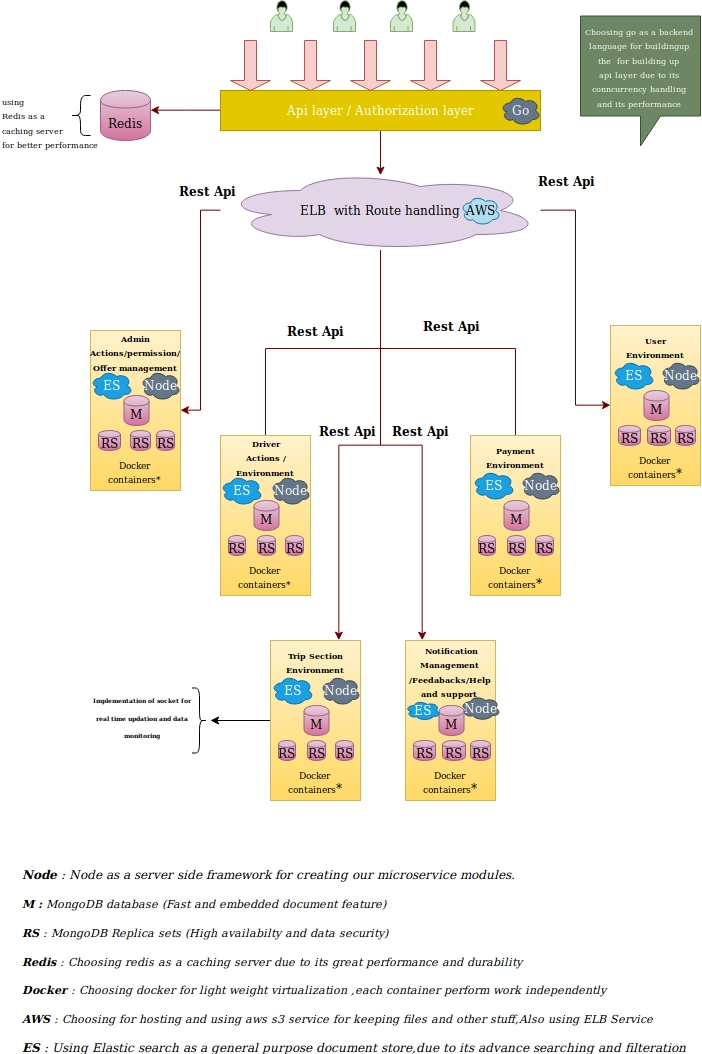 Choosing go as a backend
language for buildingup
the for building up
api layer due to its
conncurrency handling
and its performance
using
Redis as a
caching server
for better performance
Redis
Api layer / Authorization layer
Go
Rest Api
Rest Api
ELB with Route handling
AWS
Rest Api
Rest Api
Admin
Actions/permission/
Offer management
ES
Node
M
RS
RS
RS
Docker
containers*
User
Environment
ES
Node
M
RS
RS
RS
Docker
containers*
Rest Api
Rest Api
Driver
Actions /
Environment
ES
Node
M
RS
RS
RS
Docker
containers*
Payment
Environment
ES
Node
M
RS
RS
RS
Docker
containers*
Trip Section
Environment
ES
Node
M
RS
RS
RS
Docker
containers*
Notification
Management
/Feedabacks/Help
and support
ES
Node
M
RS
RS
RS
Docker
containers*
Implementation of socket for
real time updation and data
monitoring
Node : Node as a server side framework for creating our microservice modules.
M : MongoDB database (Fast and embedded document feature)
RS : MongoDB Replica sets (High availabilty and data security)
Redis : Choosing redis as a caching server due to its great performance and durability
Docker : Choosing docker for light weight virtualization ,each container perform work independently
AWS : Choosing for hosting and using aws s3 service for keeping files and other stuff,Also using ELB Service
ES : Using Elastic search as a general purpose document store,due to its advance searching and filteration